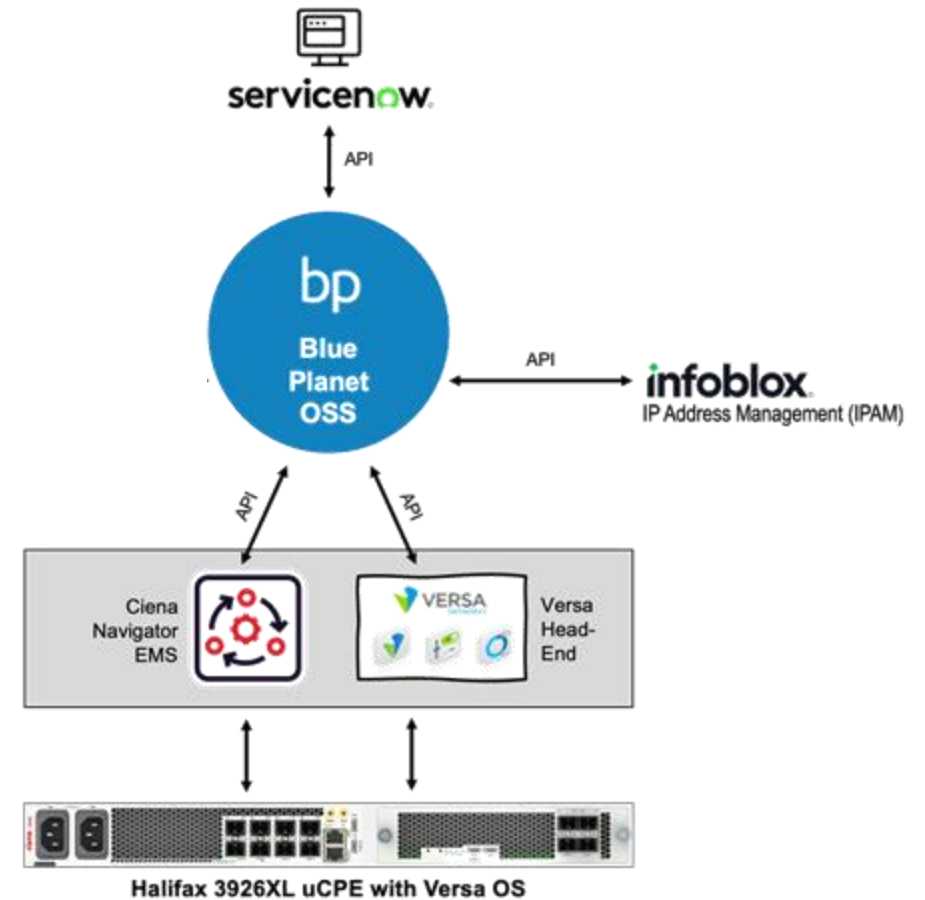 servicenow
API
bp
Blue
Planet
OSS
API
infoblox
IP Address Management (IPAM)
API
API
Ciena
Navigator
EMS
VERSA
NETWORKS
Versa
Head-
End
Halifax 3926XL uCPE with Versa OS